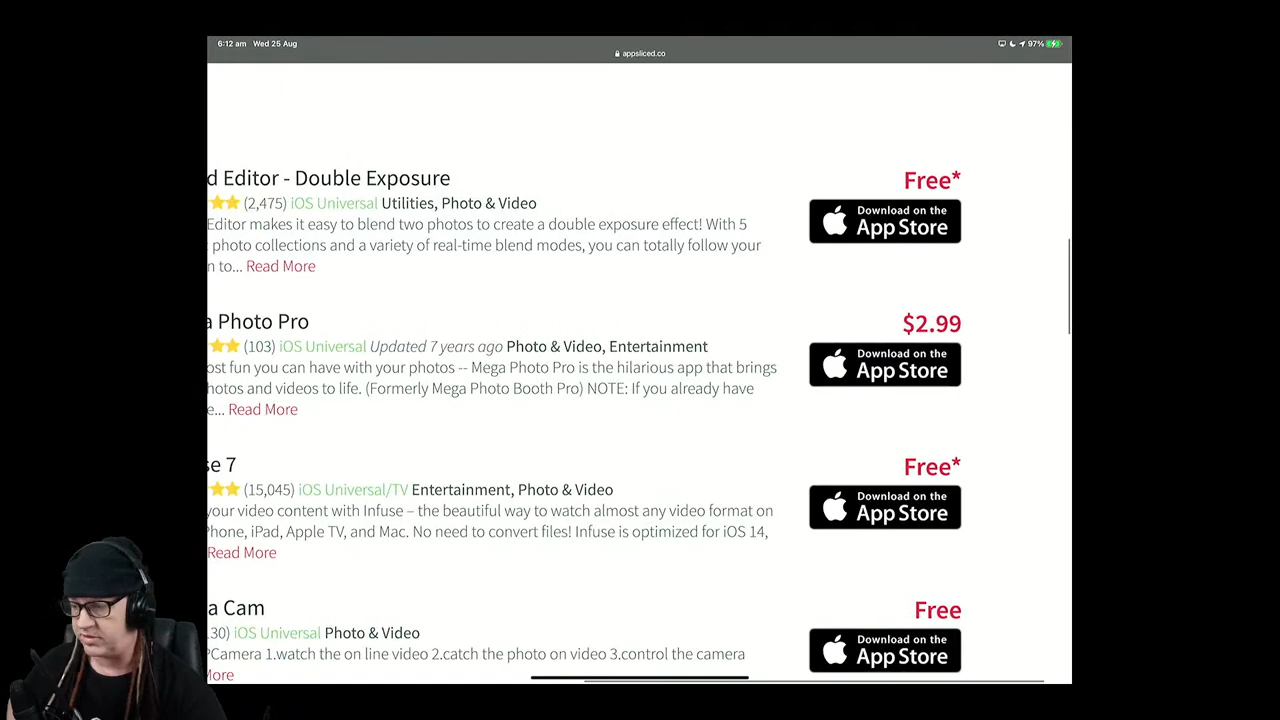 6:12 am Wed 25 Aug
97%
appsliced.co
d Editor - Double Exposure
Free*
(2,475) iOS Universal Utilities, Photo & Video
Download on the
App Store
Editor makes it easy to blend two photos to create a double exposure effect! With 5
photo collections and a variety of real-time blend modes, you can totally follow your
n to... Read More
a Photo Pro
$2.99
(103) iOS Universal Updated 7 years ago Photo & Video, Entertainment
Download on the
App Store
ost fun you can have with your photos -- Mega Photo Pro is the hilarious app that brings
hotos and videos to life. (Formerly Mega Photo Booth Pro) NOTE: If you already have
e... Read More
se 7
Free*
(15,045) iOS Universal/TV Entertainment, Photo & Video
Download on the
App Store
your video content with Infuse – the beautiful way to watch almost any video format on
Phone, iPad, Apple TV, and Mac. No need to convert files! Infuse is optimized for iOS 14,
Read More
a Cam
Free
30) iOS Universal Photo & Video
Download on the
App Store
PCamera 1.watch the on line video 2.catch the photo on video 3.control the camera
More